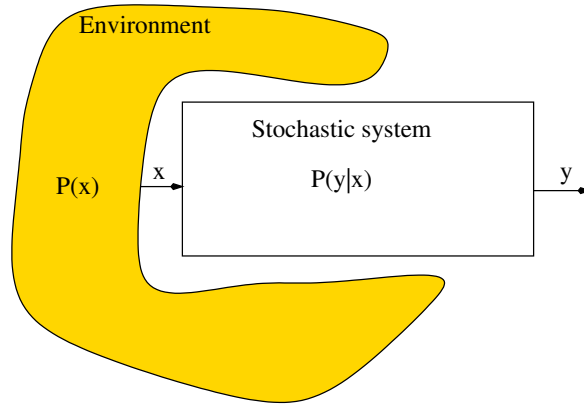 Environment
Stochastic system
P(x)
x
P(y|x)
y